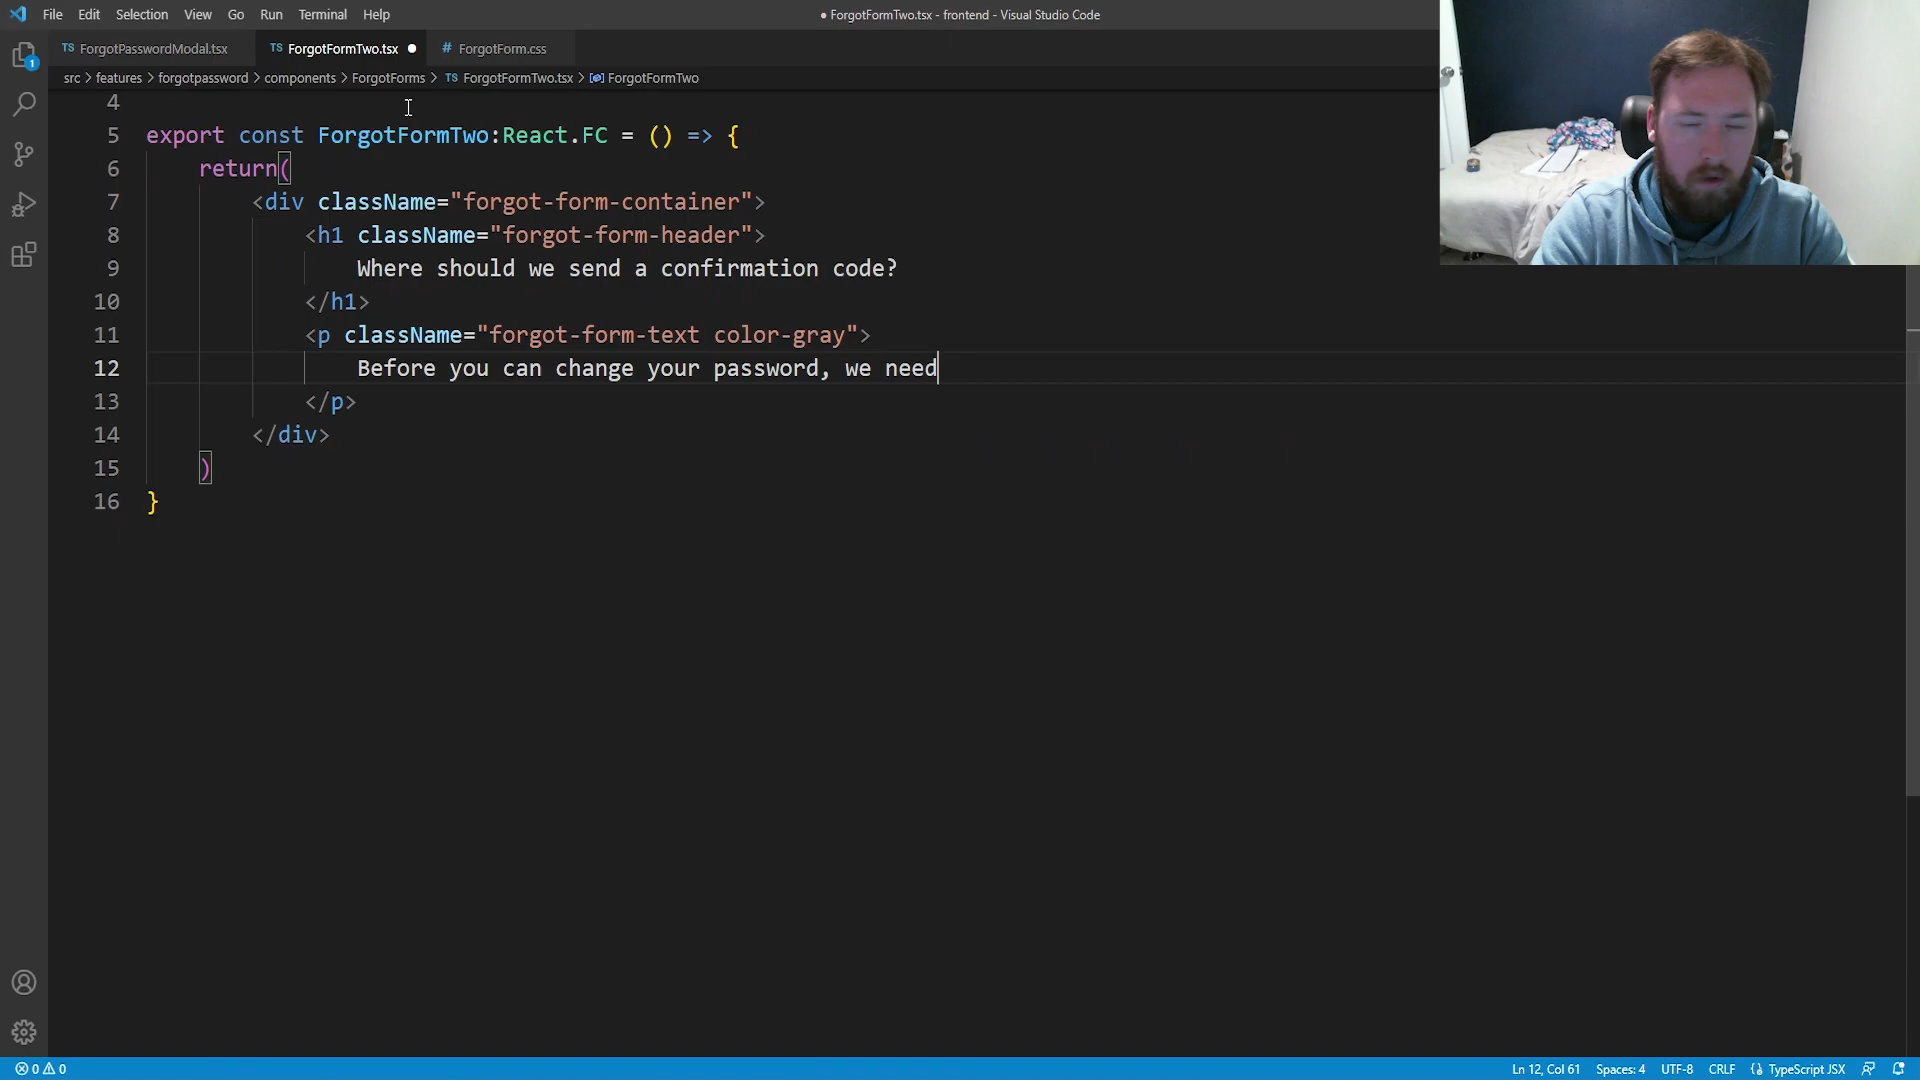 File Edit Selection View Go Run Terminal Help
● ForgotFormTwo.tsx - frontend - Visual Studio Code
TS ForgotPasswordModal.tsx
TS ForgotFormTwo.tsx ●
# ForgotForm.css
src > features > forgotpassword > components > ForgotForms > TS ForgotFormTwo.tsx > ForgotFormTwo
4
5 export const ForgotFormTwo:React.FC = () => {
6 return(
7 <div className="forgot-form-container">
8 <h1 className="forgot-form-header">
9 Where should we send a confirmation code?
10 </h1>
11 <p className="forgot-form-text color-gray">
12 Before you can change your password, we need
13 </p>
14 </div>
15 )
16 }
1
0 0
Ln 12, Col 61 Spaces: 4 UTF-8 CRLF {} TypeScript JSX